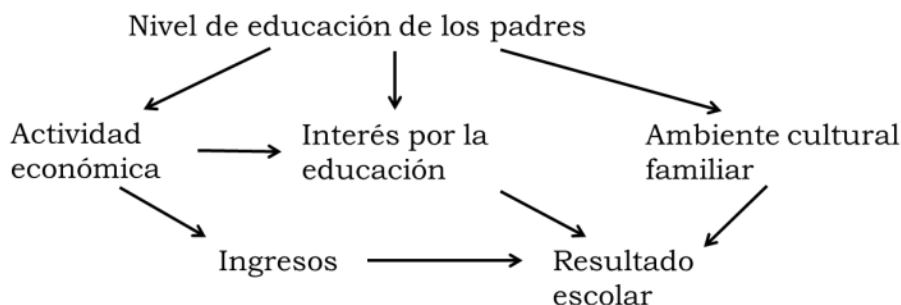 Nivel de educación de los padres
Actividad
económica
Interés por la
educación
Ambiente cultural
familiar
Ingresos
Resultado
escolar